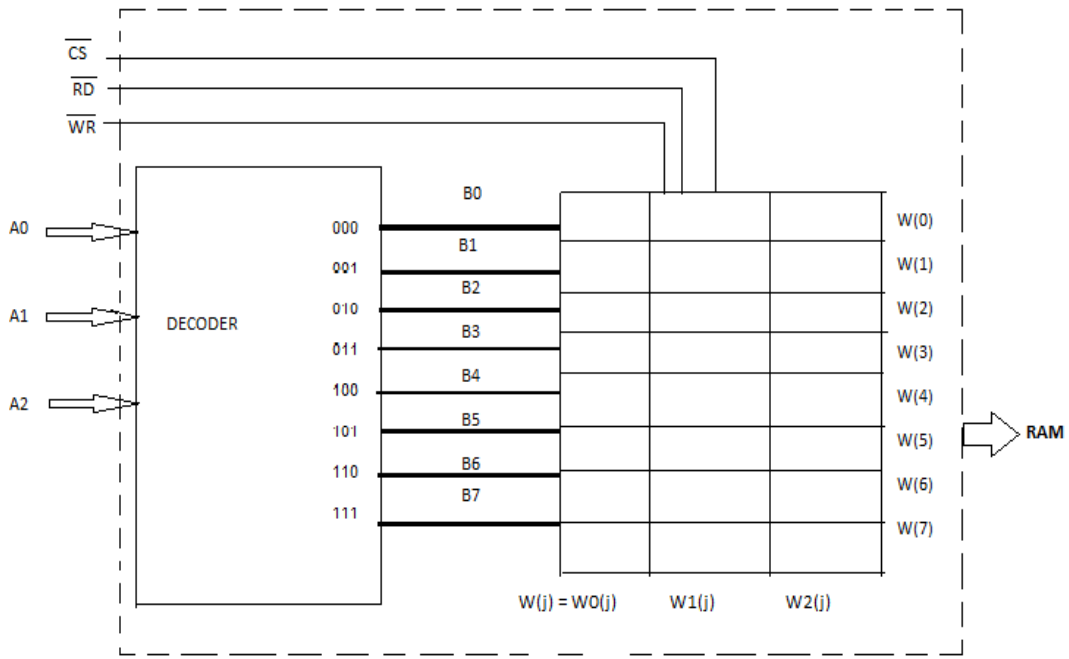 CS
RD
WR
A0
A1
A2
DECODER
000
001
010
011
100
101
110
111
B0
B1
B2
B3
B4
B5
B6
B7
W(0)
W(1)
W(2)
W(3)
W(4)
W(5)
W(6)
W(7)
RAM
W(j) = W0(j) W1(j) W2(j)